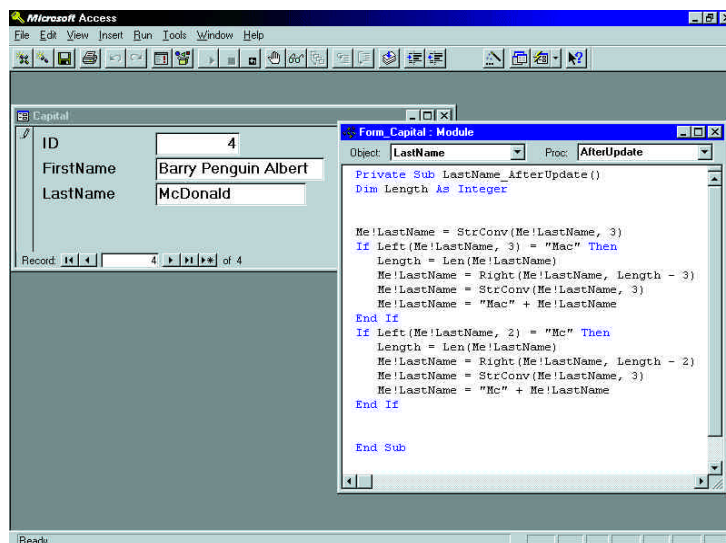 Microsoft Access
File Edit View Insert Run Tools Window Help
Capital
ID 4
FirstName Barry Penguin Albert
LastName McDonald
Record: 4 of 4
Form_Capital : Module
Object: LastName Proc: AfterUpdate
Private Sub LastName_AfterUpdate()
Dim Length As Integer
Me!LastName = StrConv(Me!LastName, 3)
If Left(Me!LastName, 3) = "Mac" Then
Length = Len(Me!LastName)
Me!LastName = Right(Me!LastName, Length - 3)
Me!LastName = StrConv(Me!LastName, 3)
Me!LastName = "Mac" + Me!LastName
End If
If Left(Me!LastName, 2) = "Mc" Then
Length = Len(Me!LastName)
Me!LastName = Right(Me!LastName, Length - 2)
Me!LastName = StrConv(Me!LastName, 3)
Me!LastName = "Mc" + Me!LastName
End If
End Sub
Ready